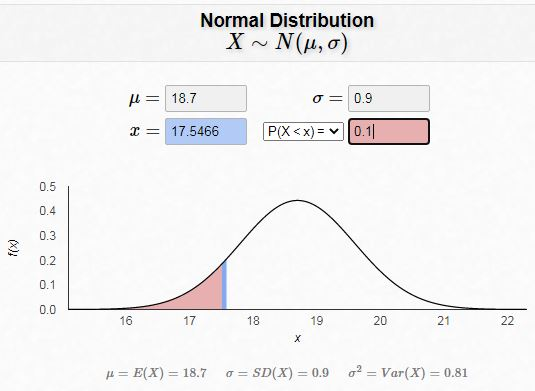 Normal Distribution
X ∼ N(μ, σ)
μ = 18.7 σ = 0.9
x = 17.5466 P(X < x) = 0.1
0.5
0.4
0.3
0.2
0.1
0.0
f(x)
16 17 18 19 20 21 22
x
μ = E(X) = 18.7 σ = SD(X) = 0.9 σ² = Var(X) = 0.81